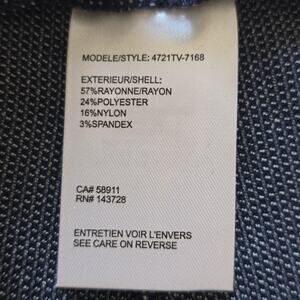 MODELE/STYLE: 4721TV-7168
EXTERIEUR/SHELL:
57%RAYONNE/RAYON
24%POLYESTER
16%NYLON
3%SPANDEX
CA# 58911
RN# 143728
ENTRETIEN VOIR L'ENVERS
SEE CARE ON REVERSE